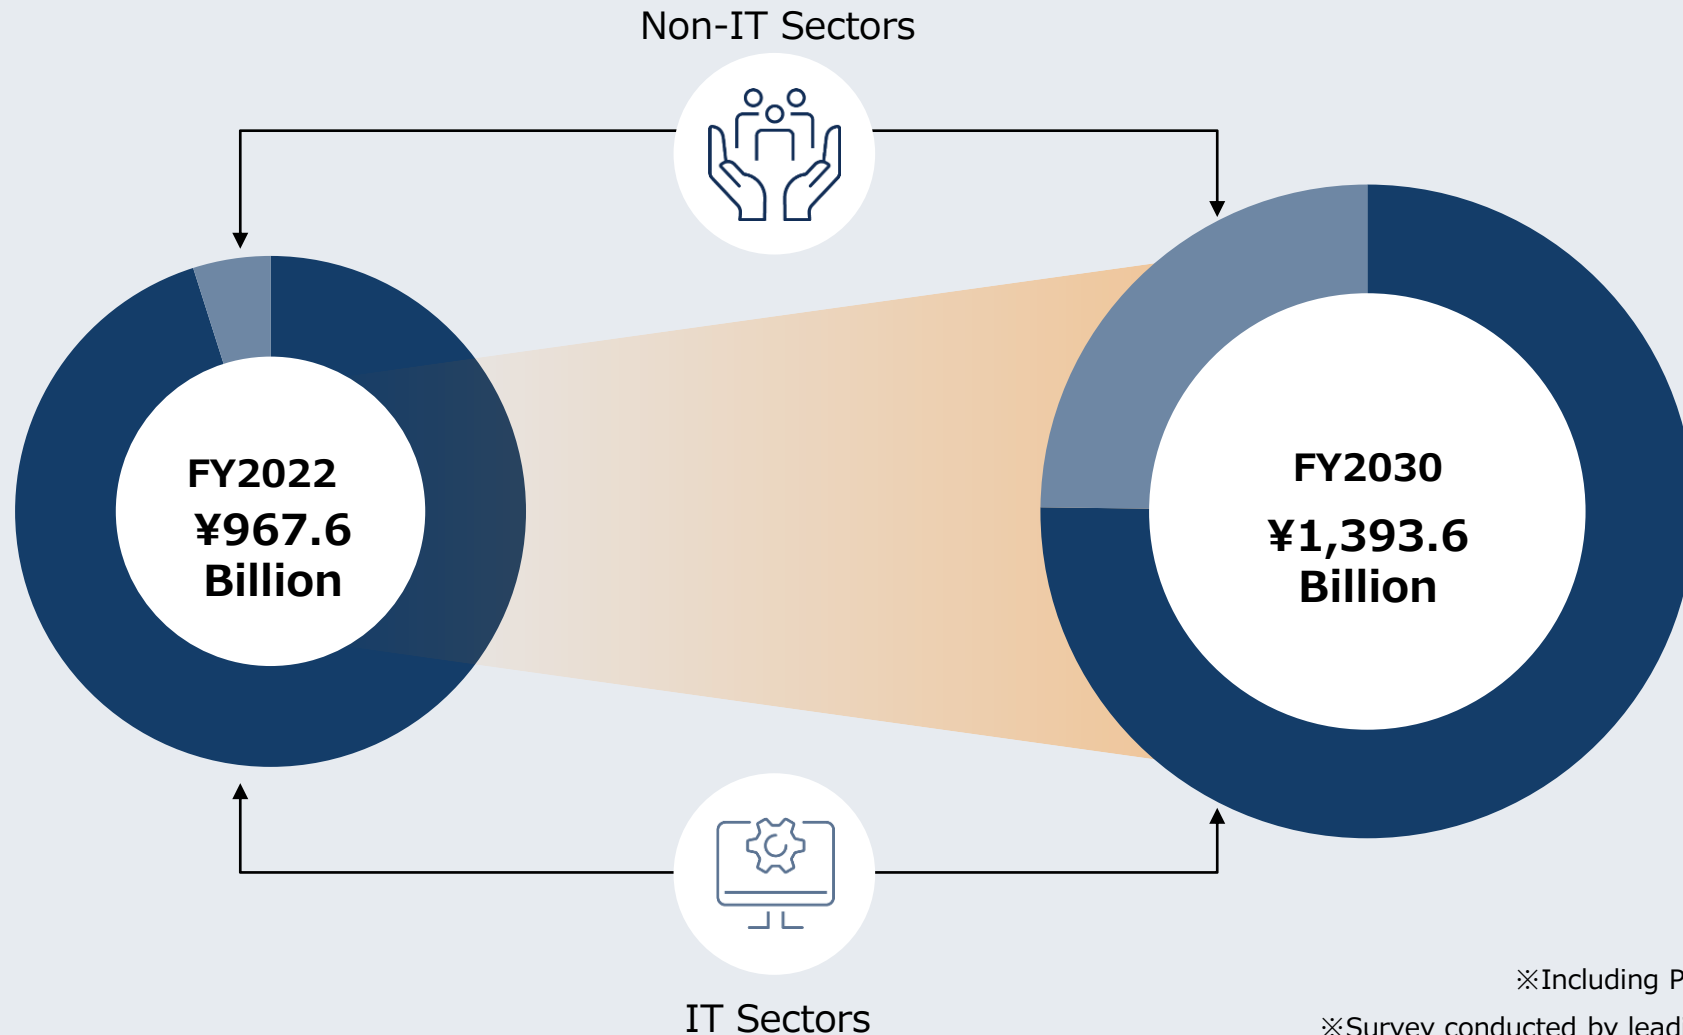 Non-IT Sectors
FY2022
¥967.6
Billion
FY2030
¥1,393.6
Billion
IT Sectors
※Including
※Survey conducted by